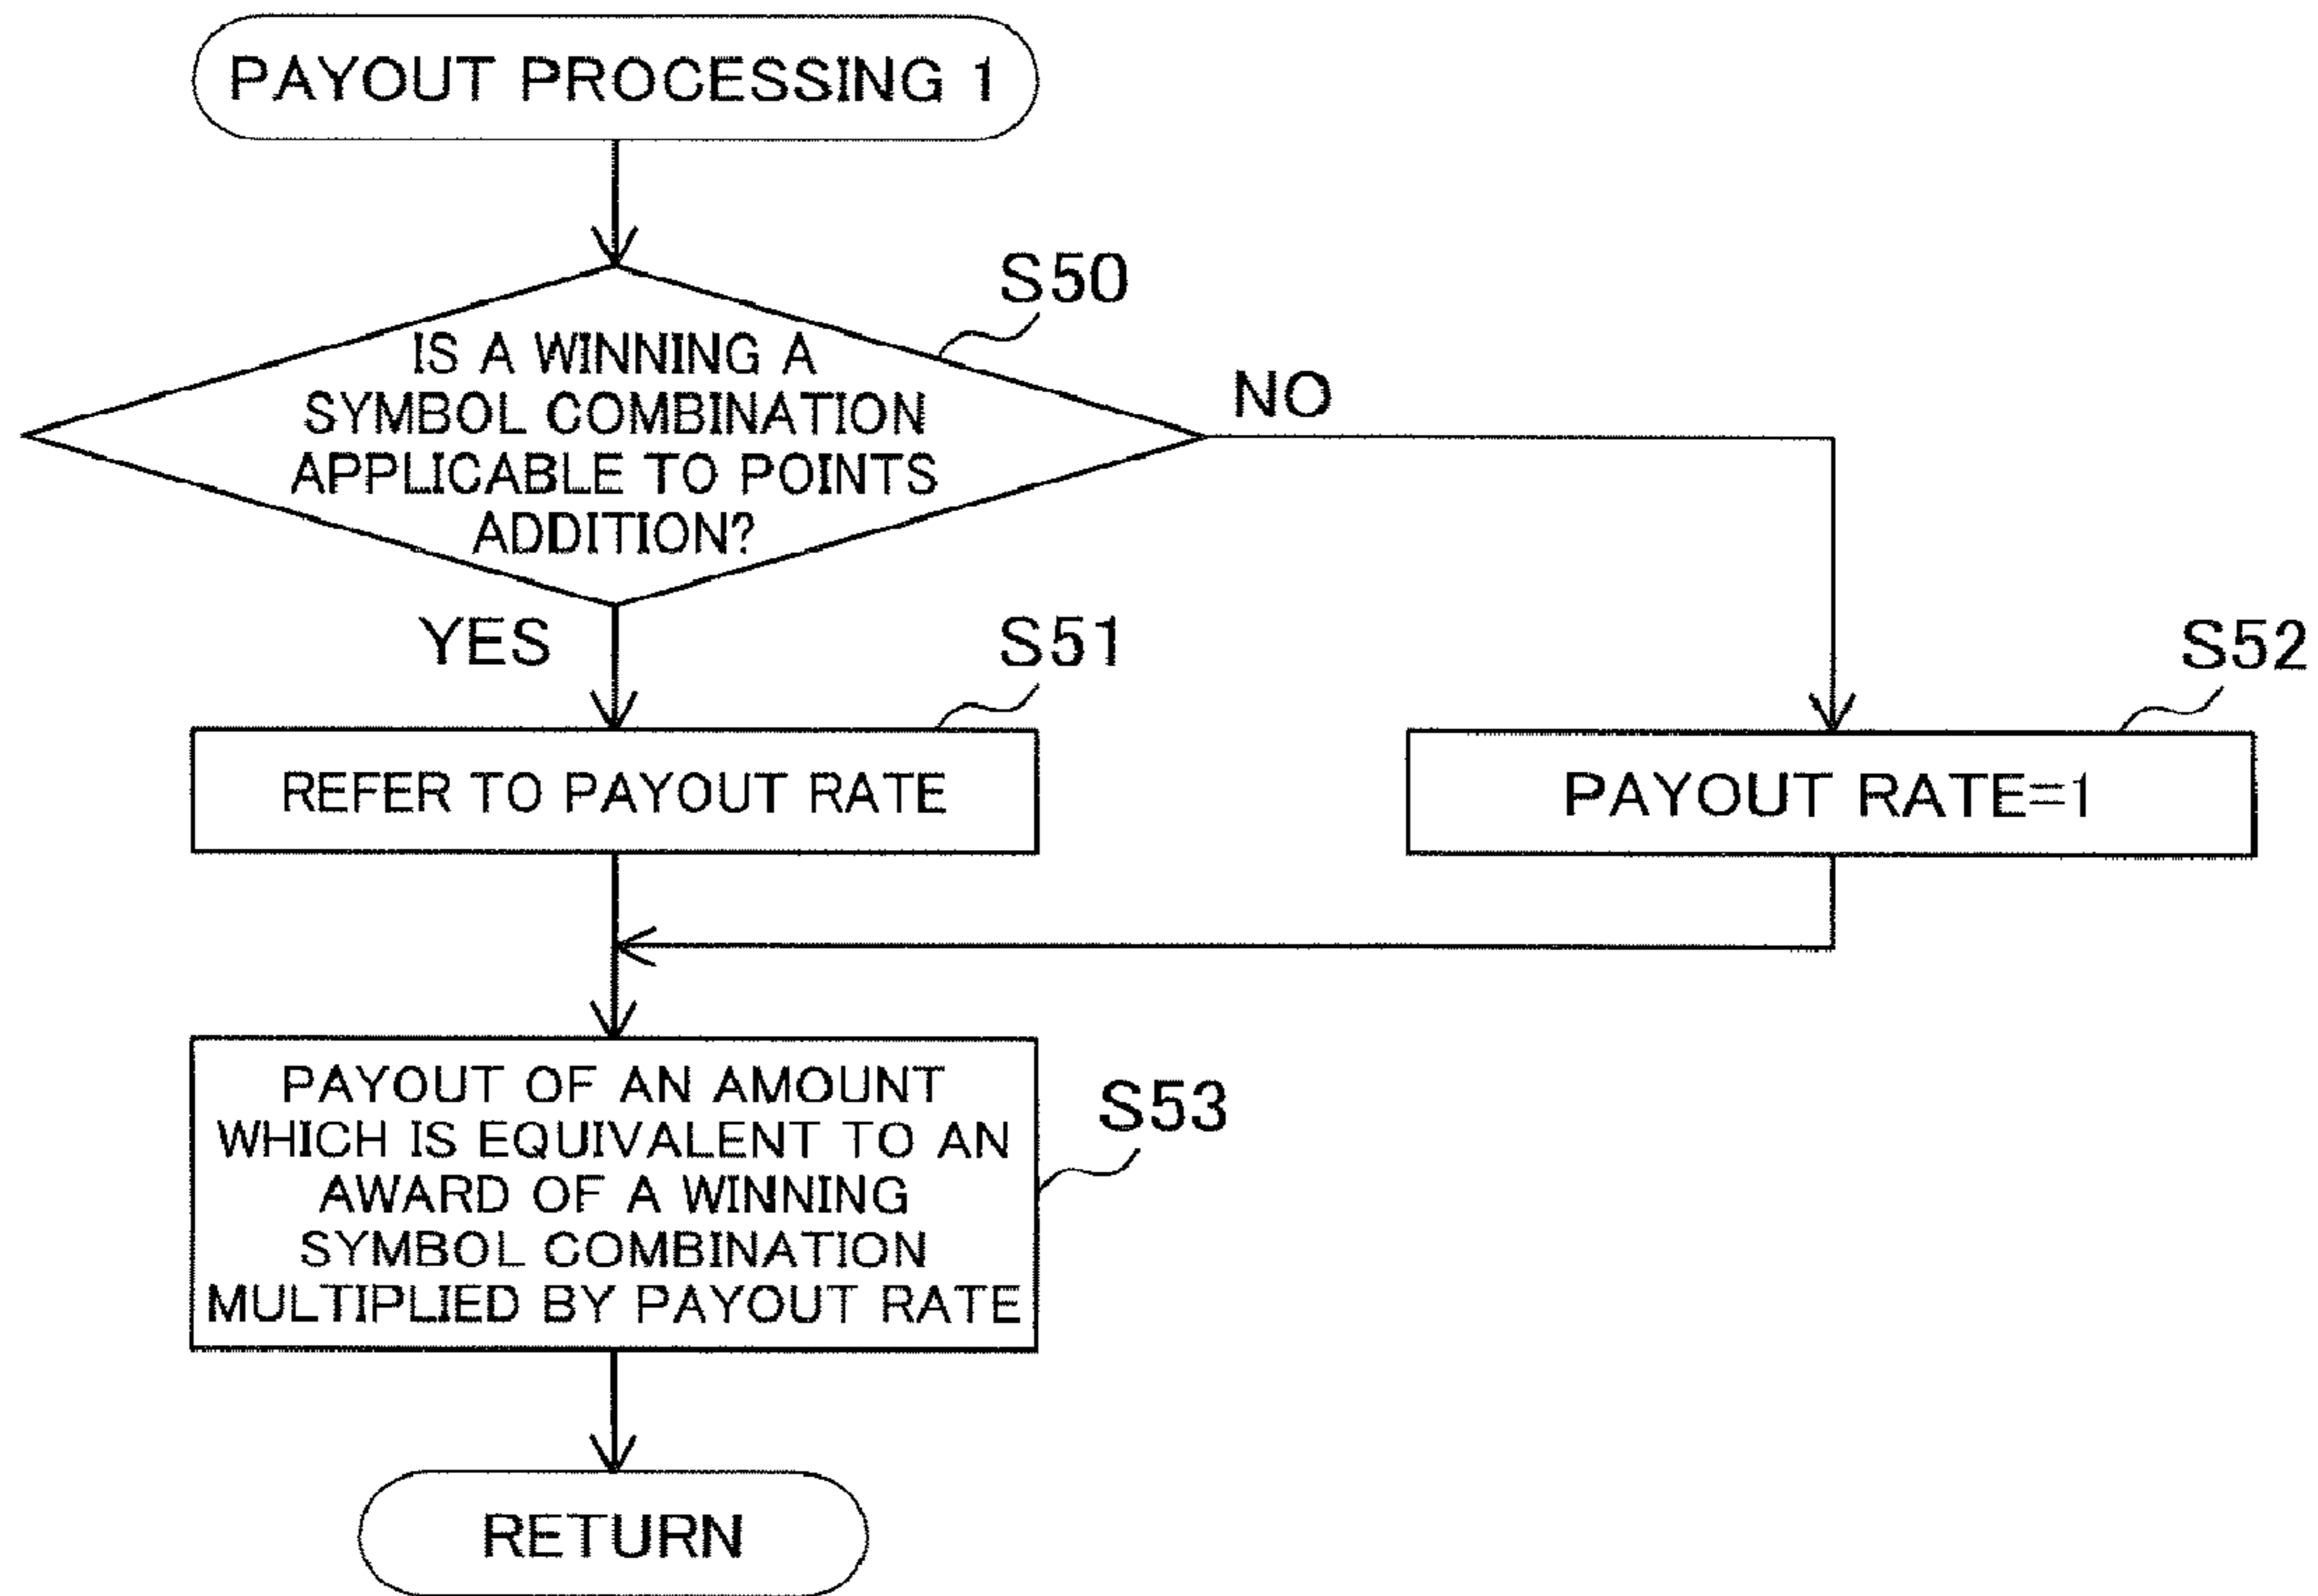 PAYOUT PROCESSING 1
S50
IS A WINNING A
SYMBOL COMBINATION
APPLICABLE TO POINTS
ADDITION?
NO
YES
S51
S52
REFER TO PAYOUT RATE
PAYOUT RATE=1
PAYOUT OF AN AMOUNT
WHICH IS EQUIVALENT TO AN
AWARD OF A WINNING
SYMBOL COMBINATION
MULTIPLIED BY PAYOUT RATE
S53
RETURN